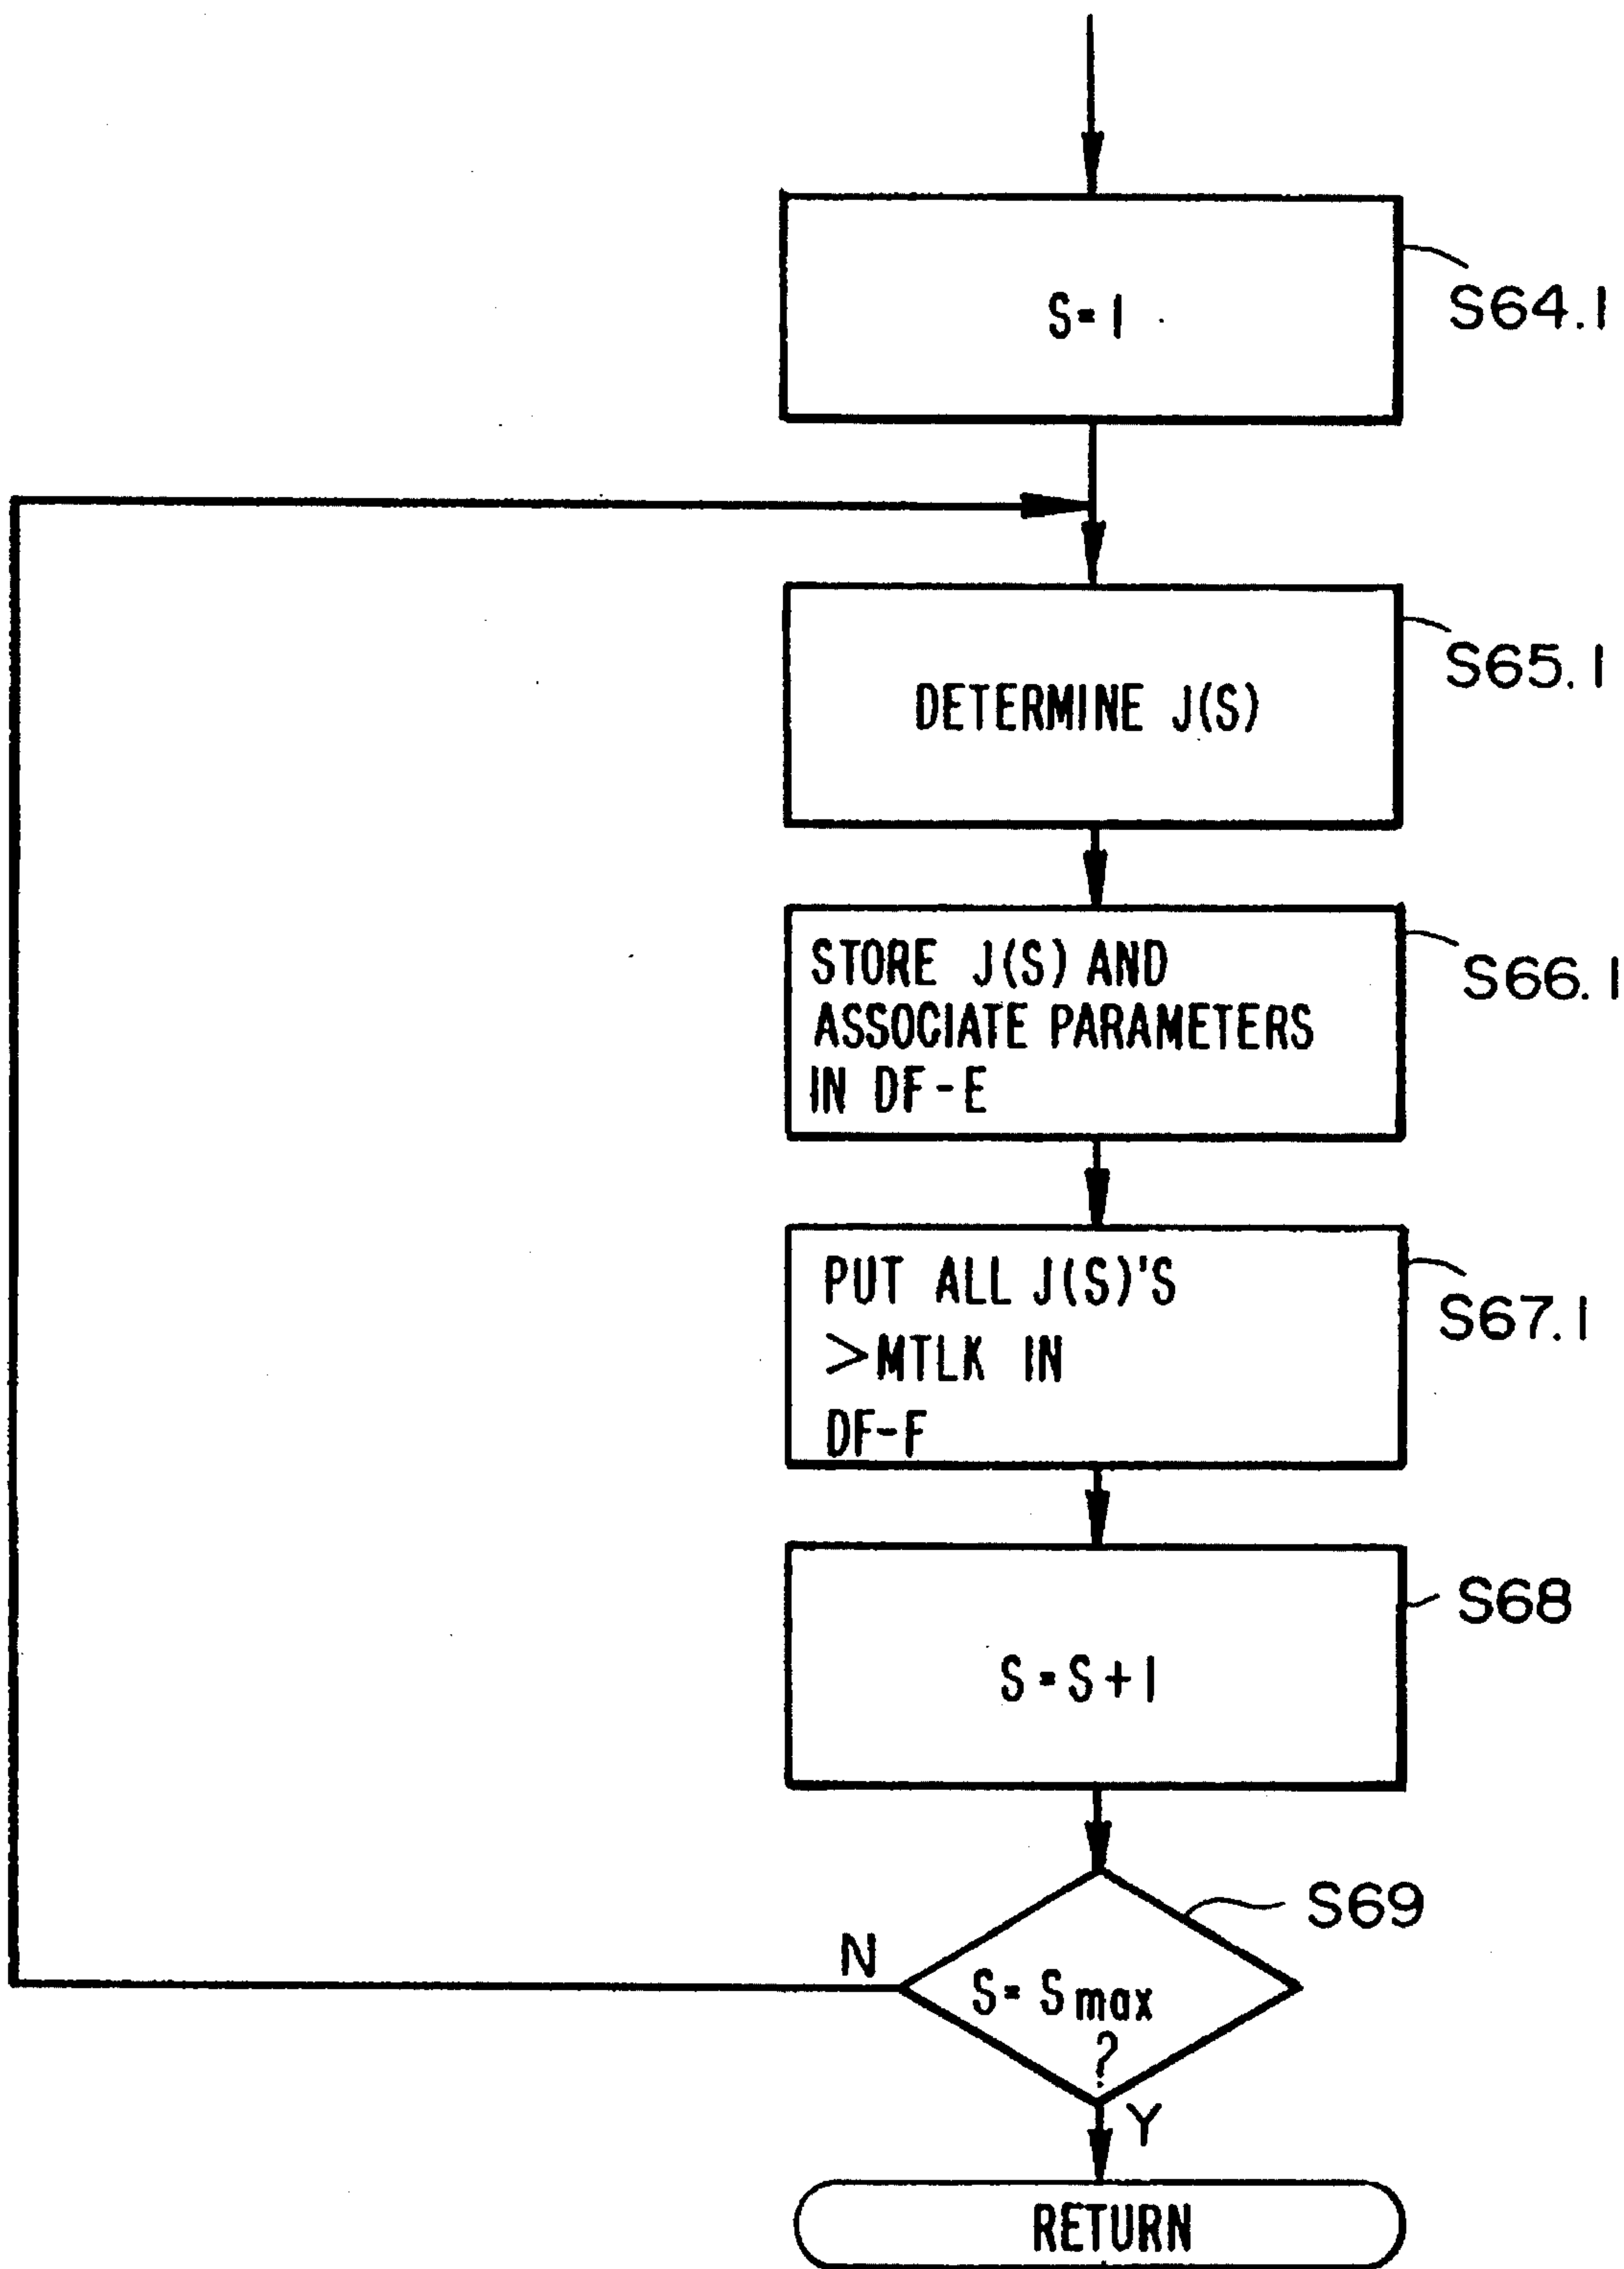 S=1
S64.1
S65.1
DETERMINE J(S)
STORE J(S) AND
ASSOCIATE PARAMETERS
IN DF-E
S66.1
PUT ALL J(S)'S
>MTLK IN
DF-F
S67.1
S68
S=S+1
S69
N
S= Smax
?
Y
RETURN